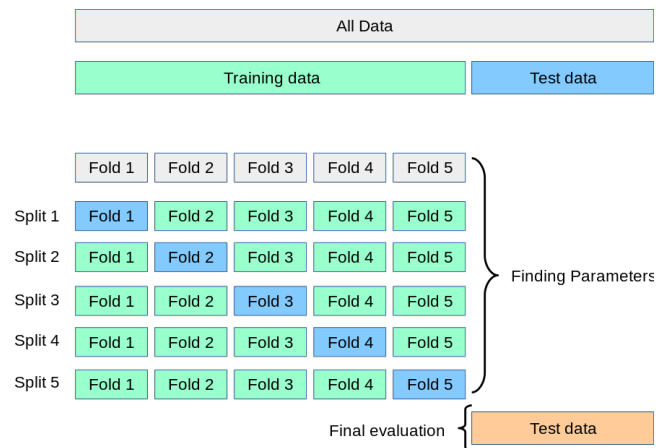 All Data
Training data Test data
Fold 1 Fold 2 Fold 3 Fold 4 Fold 5
Split 1 Fold 1 Fold 2 Fold 3 Fold 4 Fold 5
Split 2 Fold 1 Fold 2 Fold 3 Fold 4 Fold 5
Finding Parameters
Split 3 Fold 1 Fold 2 Fold 3 Fold 4 Fold 5
Split 4 Fold 1 Fold 2 Fold 3 Fold 4 Fold 5
Split 5 Fold 1 Fold 2 Fold 3 Fold 4 Fold 5
Final evaluation Test data